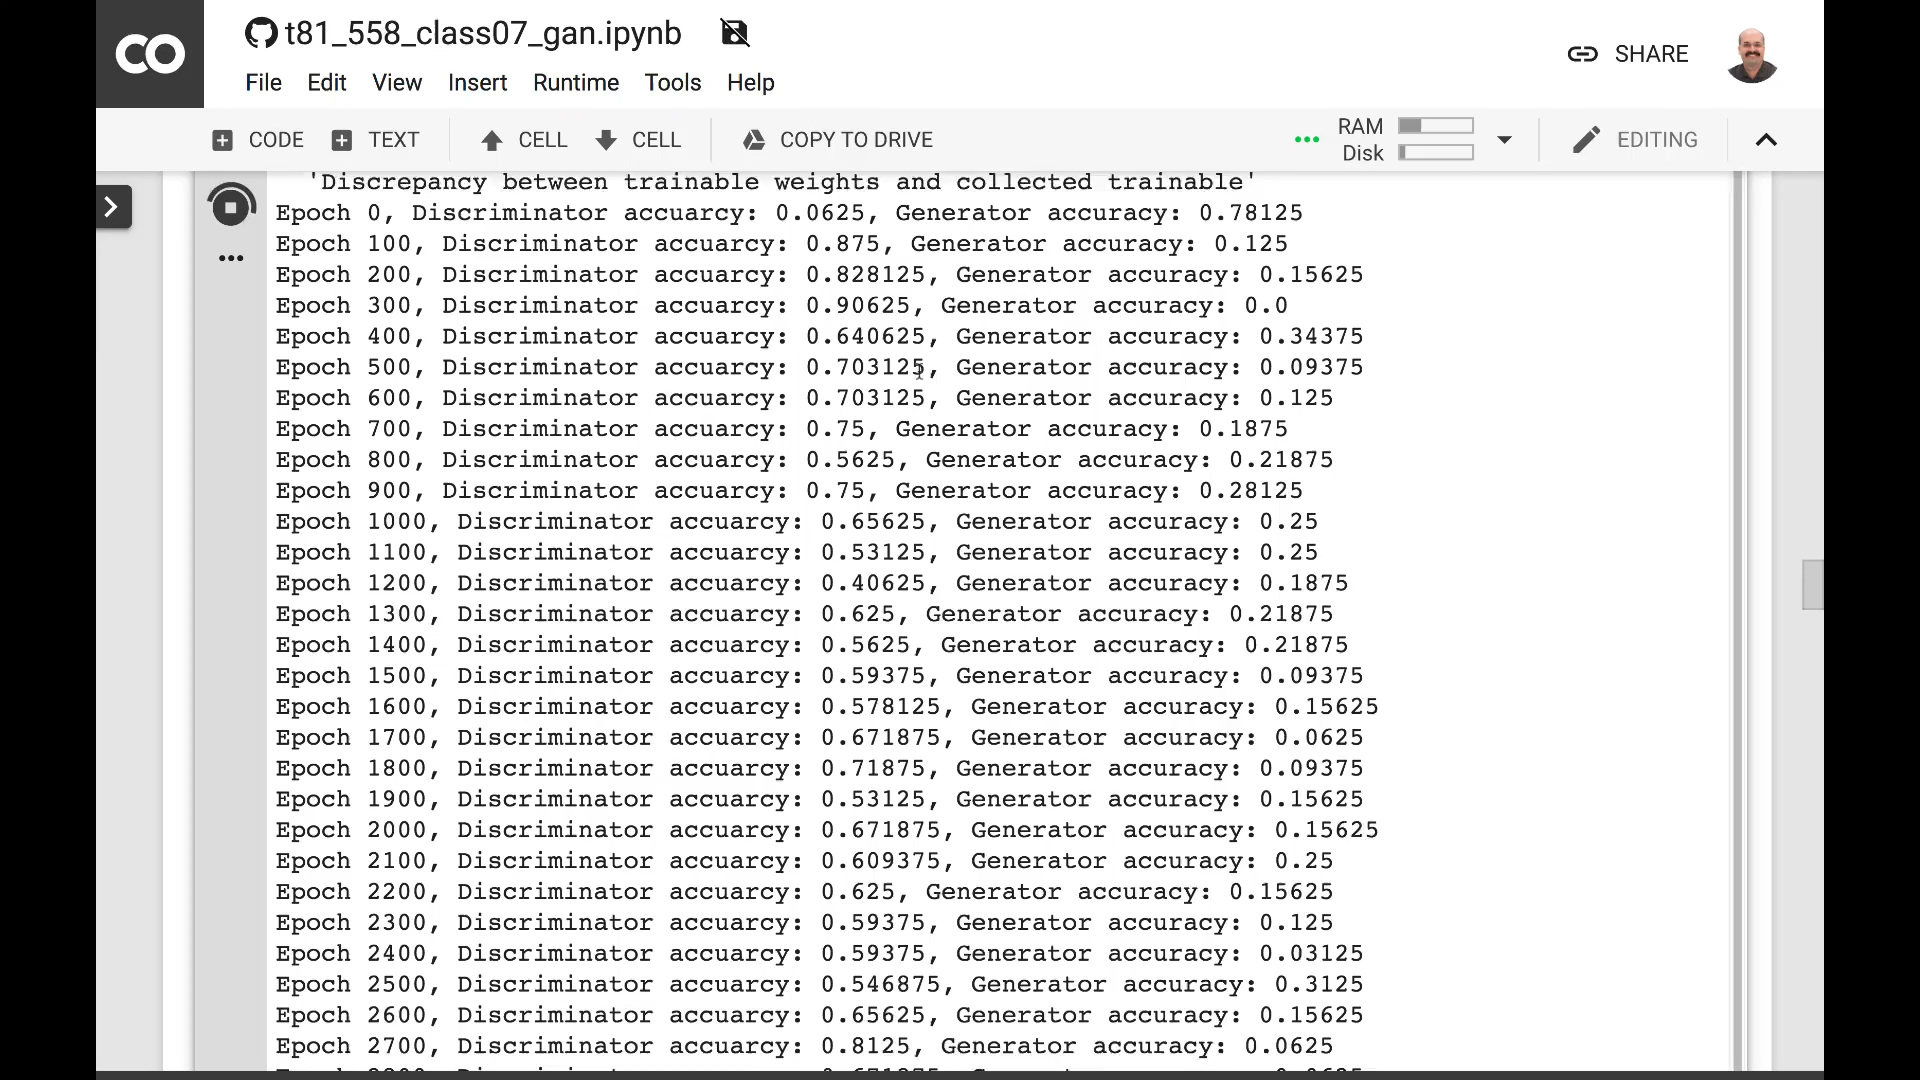 t81_558_class07_gan.ipynb
SHARE
File Edit View Insert Runtime Tools Help
CODE TEXT CELL CELL COPY TO DRIVE RAM Disk EDITING
'Discrepancy between trainable weights and collected trainable'
Epoch 0, Discriminator accuarcy: 0.0625, Generator accuracy: 0.78125
Epoch 100, Discriminator accuarcy: 0.875, Generator accuracy: 0.125
Epoch 200, Discriminator accuarcy: 0.828125, Generator accuracy: 0.15625
Epoch 300, Discriminator accuarcy: 0.90625, Generator accuracy: 0.0
Epoch 400, Discriminator accuarcy: 0.640625, Generator accuracy: 0.34375
Epoch 500, Discriminator accuarcy: 0.703125, Generator accuracy: 0.09375
Epoch 600, Discriminator accuarcy: 0.703125, Generator accuracy: 0.125
Epoch 700, Discriminator accuarcy: 0.75, Generator accuracy: 0.1875
Epoch 800, Discriminator accuarcy: 0.5625, Generator accuracy: 0.21875
Epoch 900, Discriminator accuarcy: 0.75, Generator accuracy: 0.28125
Epoch 1000, Discriminator accuarcy: 0.65625, Generator accuracy: 0.25
Epoch 1100, Discriminator accuarcy: 0.53125, Generator accuracy: 0.25
Epoch 1200, Discriminator accuarcy: 0.40625, Generator accuracy: 0.1875
Epoch 1300, Discriminator accuarcy: 0.625, Generator accuracy: 0.21875
Epoch 1400, Discriminator accuarcy: 0.5625, Generator accuracy: 0.21875
Epoch 1500, Discriminator accuarcy: 0.59375, Generator accuracy: 0.09375
Epoch 1600, Discriminator accuarcy: 0.578125, Generator accuracy: 0.15625
Epoch 1700, Discriminator accuarcy: 0.671875, Generator accuracy: 0.0625
Epoch 1800, Discriminator accuarcy: 0.71875, Generator accuracy: 0.09375
Epoch 1900, Discriminator accuarcy: 0.53125, Generator accuracy: 0.15625
Epoch 2000, Discriminator accuarcy: 0.671875, Generator accuracy: 0.15625
Epoch 2100, Discriminator accuarcy: 0.609375, Generator accuracy: 0.25
Epoch 2200, Discriminator accuarcy: 0.625, Generator accuracy: 0.15625
Epoch 2300, Discriminator accuarcy: 0.59375, Generator accuracy: 0.125
Epoch 2400, Discriminator accuarcy: 0.59375, Generator accuracy: 0.03125
Epoch 2500, Discriminator accuarcy: 0.546875, Generator accuracy: 0.3125
Epoch 2600, Discriminator accuarcy: 0.65625, Generator accuracy: 0.15625
Epoch 2700, Discriminator accuarcy: 0.8125, Generator accuracy: 0.0625